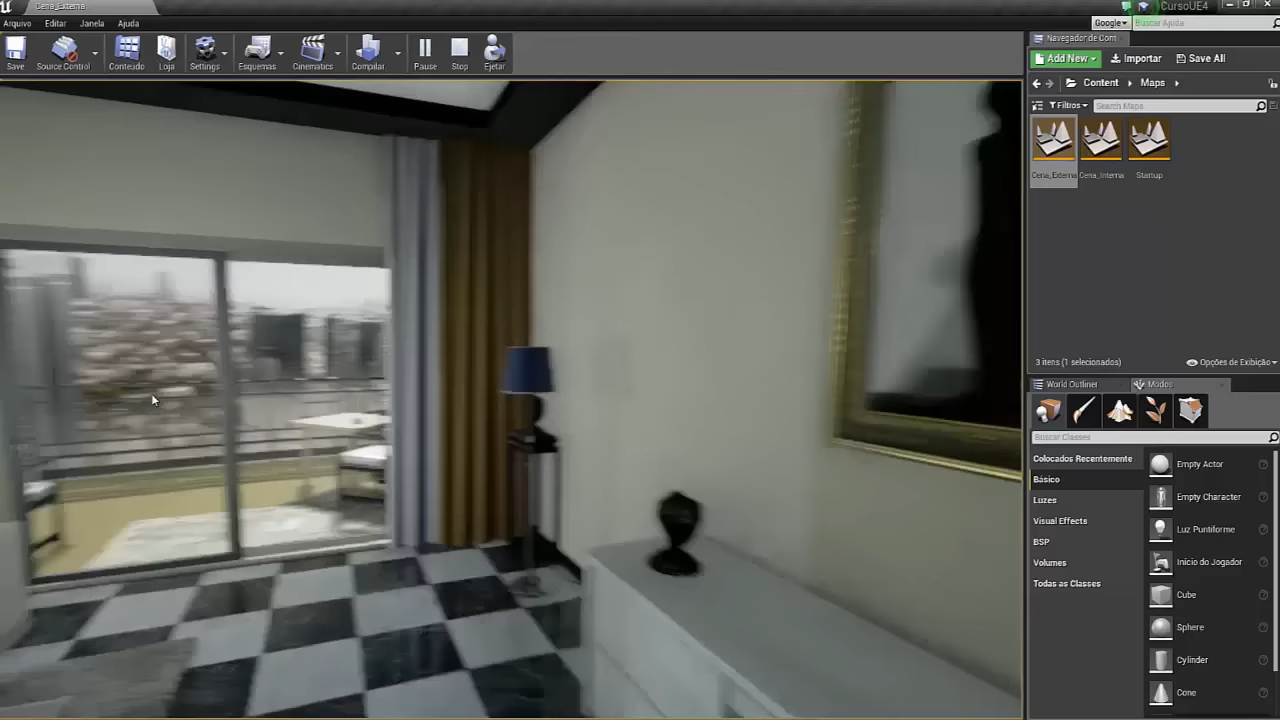 Cena_Externa
CursoUE4
Arquivo Editar Janela Ajuda
Google Buscar Ajuda
Save Source Control Conteúdo Loja Settings Esquemas Cinematics Compilar Pause Stop Ejetar
Navegador de Cont
Add New Importar Save All
Content Maps
Filtros Search Maps
Cena_Externa Cena_Interna Startup
3 itens (1 selecionados) Opções de Exibição
World Outliner Modos
Buscar Classes
Colocados Recentemente
Básico
Luzes
Visual Effects
BSP
Volumes
Todas as Classes
Empty Actor
Empty Character
Luz Puntiforme
Inicio do Jogador
Cube
Sphere
Cylinder
Cone